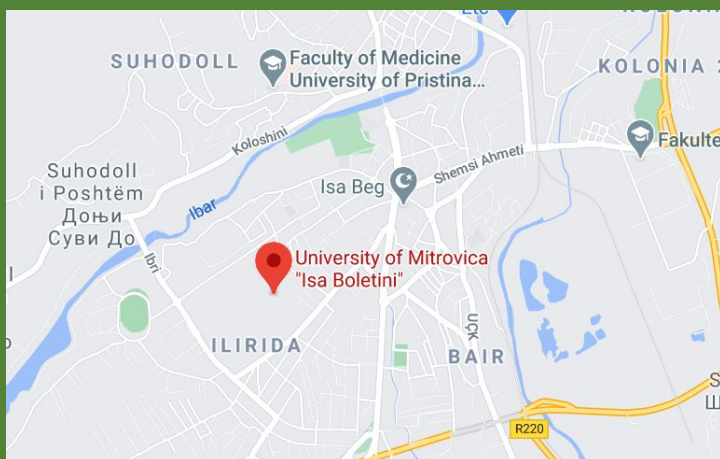 SUHODOLL
Faculty of Medicine
University of Pristina...
KOLONIA
Koloshini
Fakulte
Shemsi Ahmeti
Isa Beg
Suhodoll
i Poshtëm
Доњи
Суви До
Ibar
Ibri
University of Mitrovica
"Isa Boletini"
ILIRIDA
UÇK
BAIR
R220